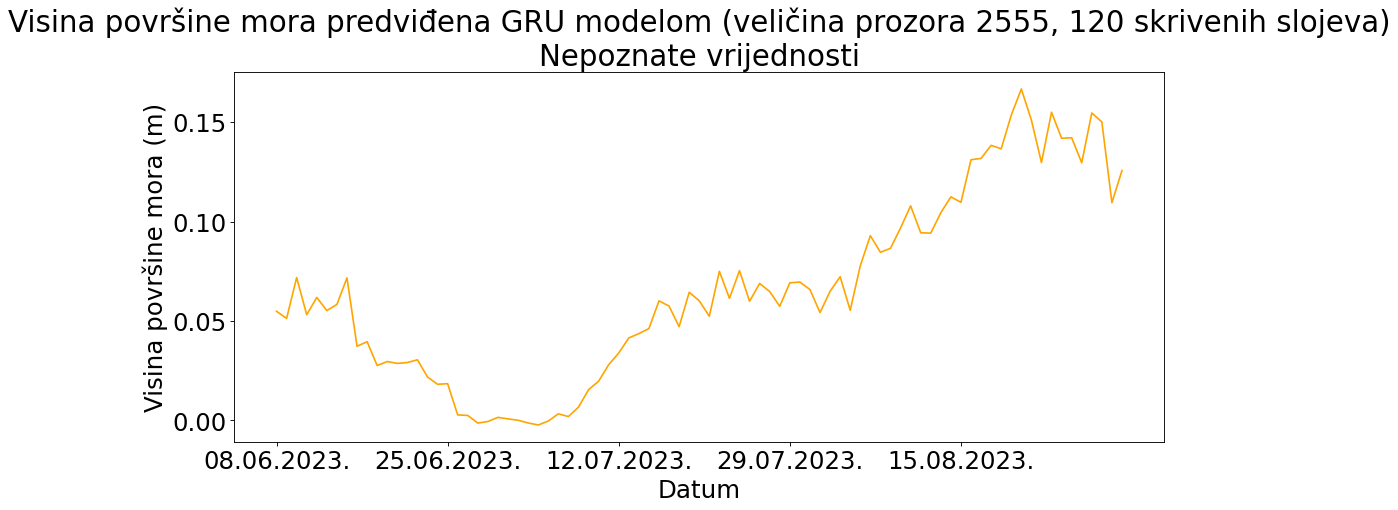 Visina površine mora predviđena GRU modelom (veličina prozora 2555, 120 skrivenih slojeva)
Nepoznate vrijednosti
Visina površine mora (m)
0.15
0.10
0.05
0.00
08.06.2023. 25.06.2023. 12.07.2023. 29.07.2023. 15.08.2023.
Datum